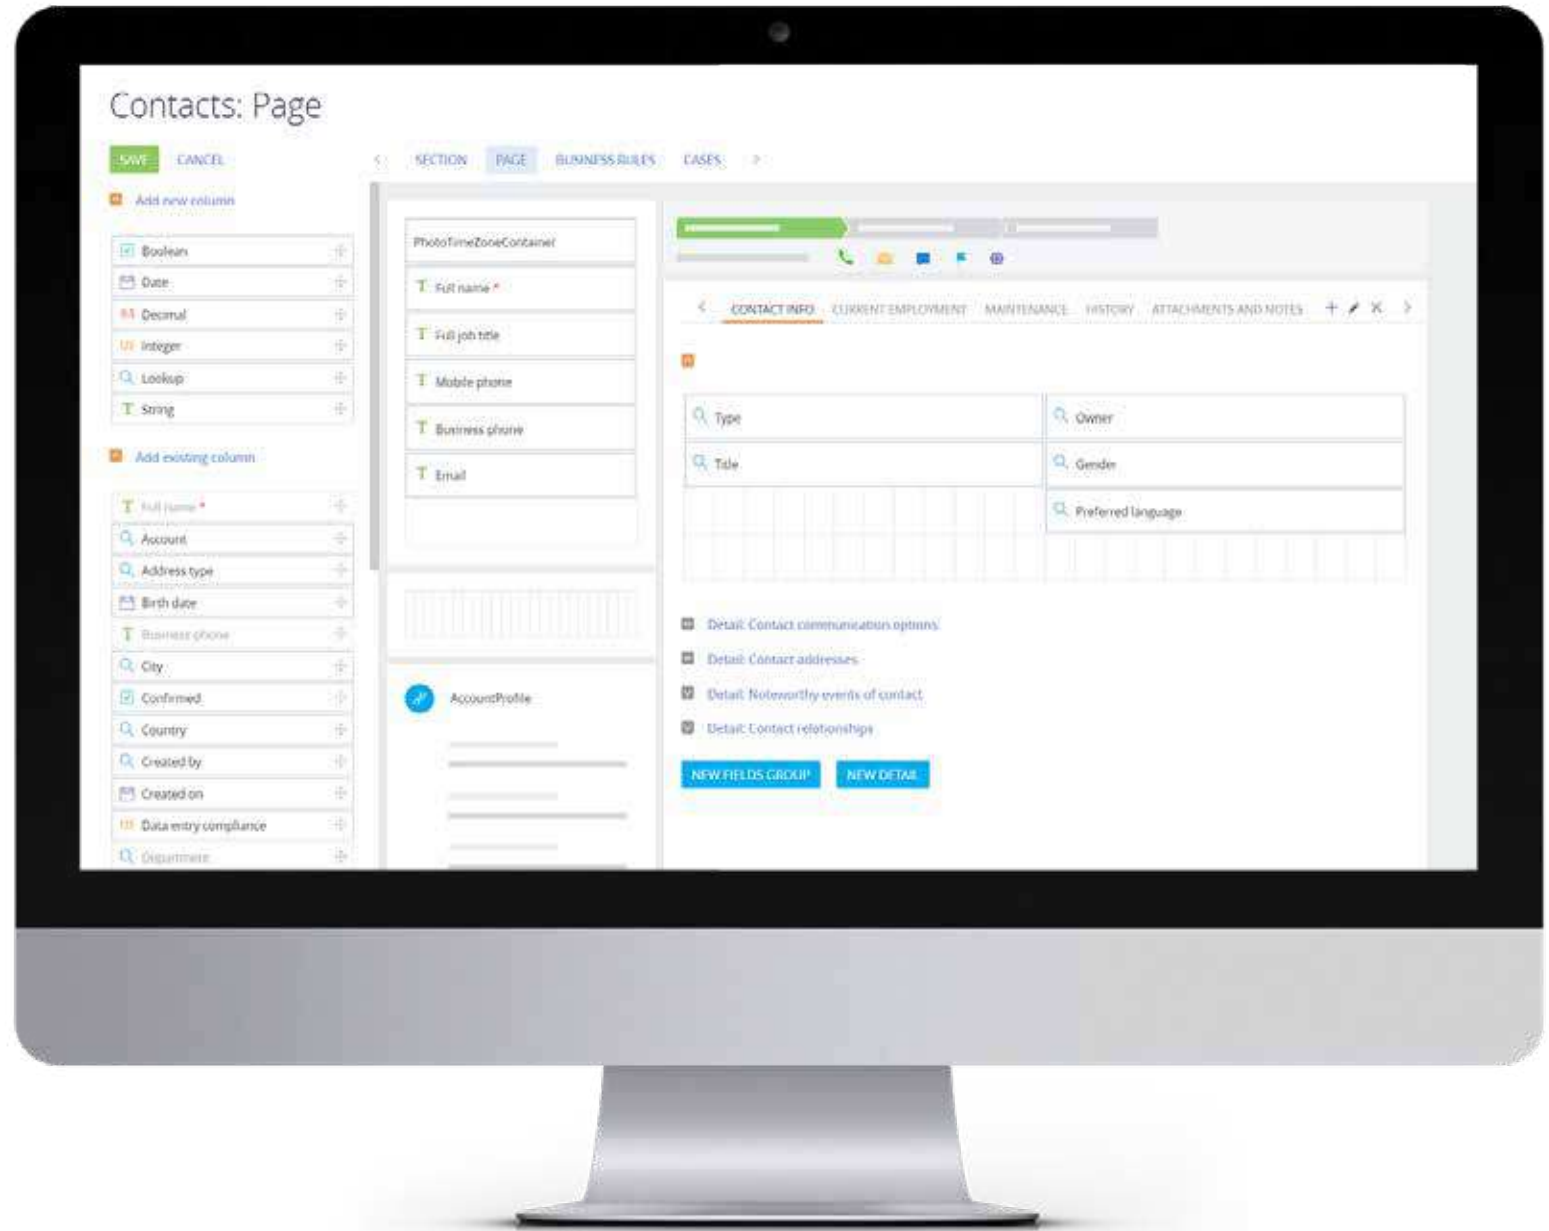 Contacts: Page
SAVE CANCEL
SECTION PAGE BUSINESS RULES CASES
Add new column
Boolean
Date
Decimal
Integer
Lookup
String
Add existing column
Full name *
Account
Address type
Birth date
Business phone
City
Confirmed
Country
Created by
Created on
Data entry compliance
Department
PhotoTimeZoneContainer
Full name *
Full job title
Mobile phone
Business phone
Email
AccountProfile
CONTACT INFO CURRENT EMPLOYMENT MAINTENANCE HISTORY ATTACHMENTS AND NOTES
Type Owner
Title Gender
Preferred language
Detail: Contact communication options
Detail: Contact addresses
Detail: Noteworthy events of contact
Detail: Contact relationships
NEW FIELDS GROUP NEW DETAIL